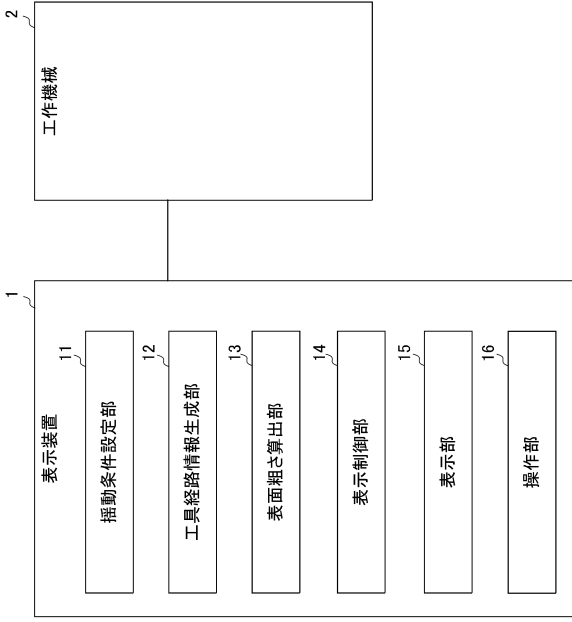 1
表示装置
11
揺動条件設定部
12
工具経路情報生成部
13
表面粗さ算出部
14
表示制御部
15
表示部
16
操作部
2
工作機械